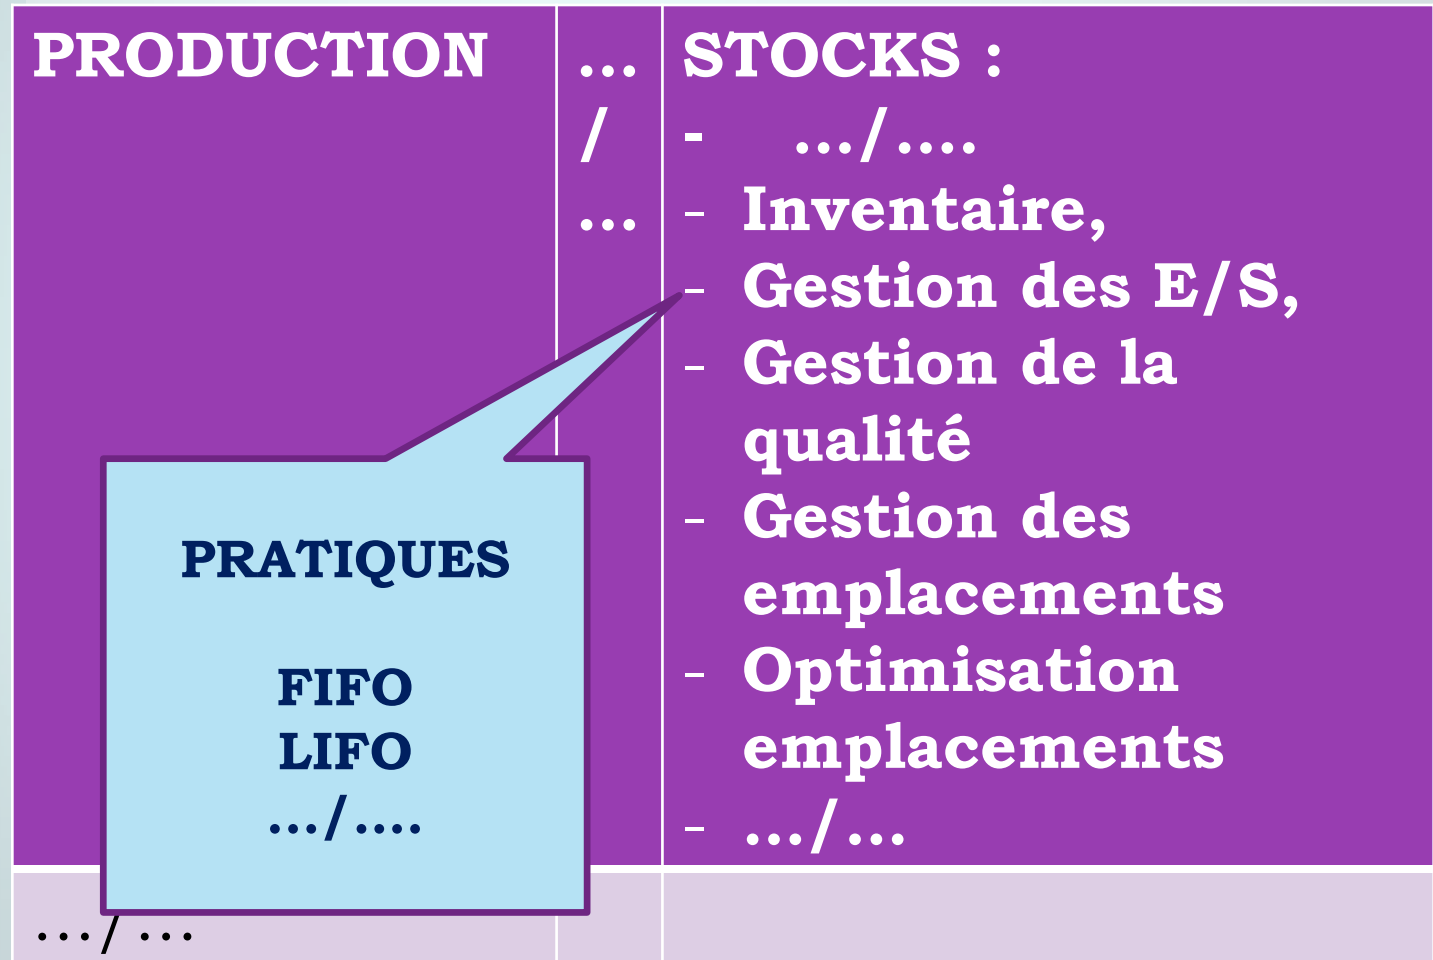 PRODUCTION
…
/
…
STOCKS :
- …/….
- Inventaire,
- Gestion des E/S,
- Gestion de la
qualité
- Gestion des
emplacements
- Optimisation
emplacements
- …/…
PRATIQUES
FIFO
LIFO
…/….
…/…